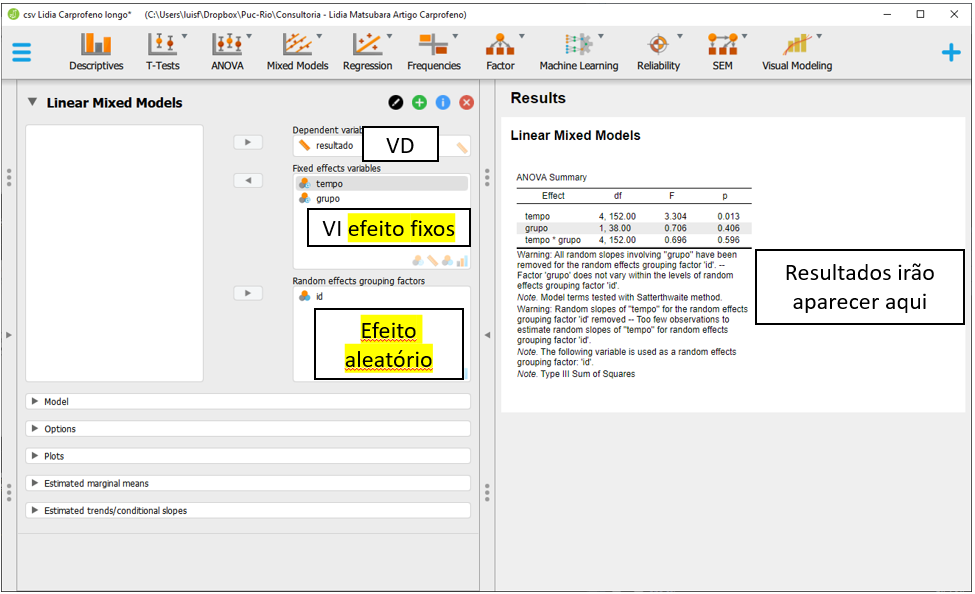 csv Lidia Carprofeno longo* (C:\Users\luisf\Dropbox\Puc-Rio\Consultoria - Lidia Matsubara Artigo Carprofeno)
Descriptives T-Tests ANOVA Mixed Models Regression Frequencies Factor Machine Learning Reliability SEM Visual Modeling
Linear Mixed Models
Dependent variab
resultado
VD
Fixed effects variables
tempo
grupo
VI efeito fixos
Random effects grouping factors
id
Efeito
aleatório
Model
Options
Plots
Estimated marginal means
Estimated trends/conditional slopes
Results
Linear Mixed Models
ANOVA Summary
Effect df F p
tempo 4, 152.00 3.304 0.013
grupo 1, 38.00 0.706 0.406
tempo * grupo 4, 152.00 0.696 0.596
Warning: All random slopes involving "grupo" have been
removed for the random effects grouping factor 'id'. --
Factor 'grupo' does not vary within the levels of random
effects grouping factor 'id'.
Note. Model terms tested with Satterthwaite method.
Warning: Random slopes of "tempo" for the random effects
grouping factor 'id' removed -- Too few observations to
estimate random slopes of "tempo" for random effects
grouping factor 'id'.
Note. The following variable is used as a random effects
grouping factor: 'id'.
Note. Type III Sum of Squares
Resultados irão
aparecer aqui